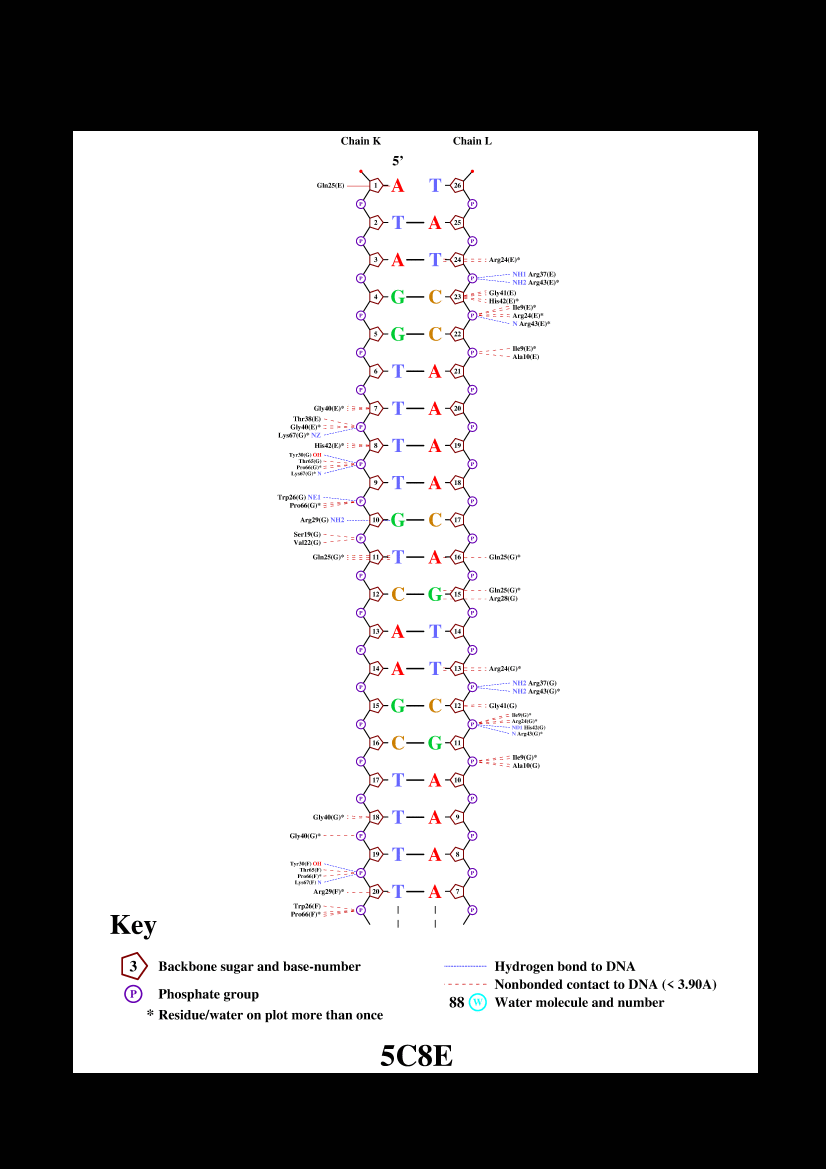 Chain K Chain L
5’
Gln25(E) 1 A T 26
P P
2 T A 25
P P
3 A T 24 Arg24(E)*
NH1 Arg37(E)
P P
NH2 Arg43(E)*
Gly41(E)
4 G C 23
His42(E)*
Ile9(E)*
P P Arg24(E)*
N Arg43(E)*
5 G C 22
Ile9(E)*
P P
Ala10(E)
6 T A 21
P P
Gly40(E)* 7 T A 20
Thr38(E)
Gly40(E)* P P
Lys67(G)* NZ
His42(E)* 8 T A 19
Tyr30(G) OH
Thr65(G)
P P
Pro66(G)*
Lys67(G)* N
9 T A 18
Trp26(G) NE1
P P
Pro66(G)*
Arg29(G) NH2 10 G C 17
Ser19(G)
P P
Val22(G)
Gln25(G)* 11 T A 16 Gln25(G)*
P P
Gln25(G)*
12 C G 15
Arg28(G)
P P
13 A T 14
P P
14 A T 13 Arg24(G)*
NH2 Arg37(G)
P P
NH2 Arg43(G)*
15 G C 12 Gly41(G)
Ile9(G)*
Arg24(G)*
P P
ND1 His42(G)
N Arg43(G)*
16 C G 11
Ile9(G)*
P P
Ala10(G)
17 T A 10
P P
Gly40(G)* 18 T A 9
Gly40(G)* P P
19 T A 8
Tyr30(F) OH
Thr65(F)
P P
Pro66(F)*
Lys67(F) N
Arg29(F)* 20 T A 7
Trp26(F)
P P
Pro66(F)*
Key
3 Backbone sugar and base-number
P Phosphate group
* Residue/water on plot more than once
Hydrogen bond to DNA
Nonbonded contact to DNA (< 3.90A)
88 W Water molecule and number
5C8E